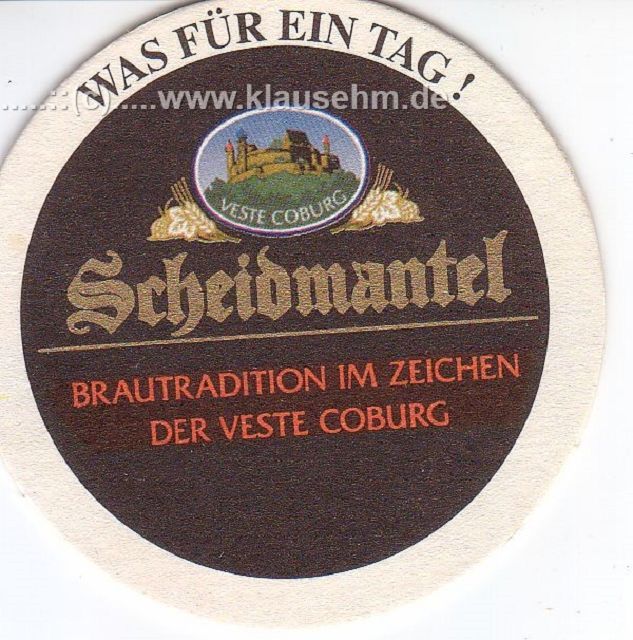 WAS FÜR EIN TAG!
......::(c)::....www.klausehm.de
VESTE COBURG
Scheidmantel
BRAUTRADITION IM ZEICHEN
DER VESTE COBURG